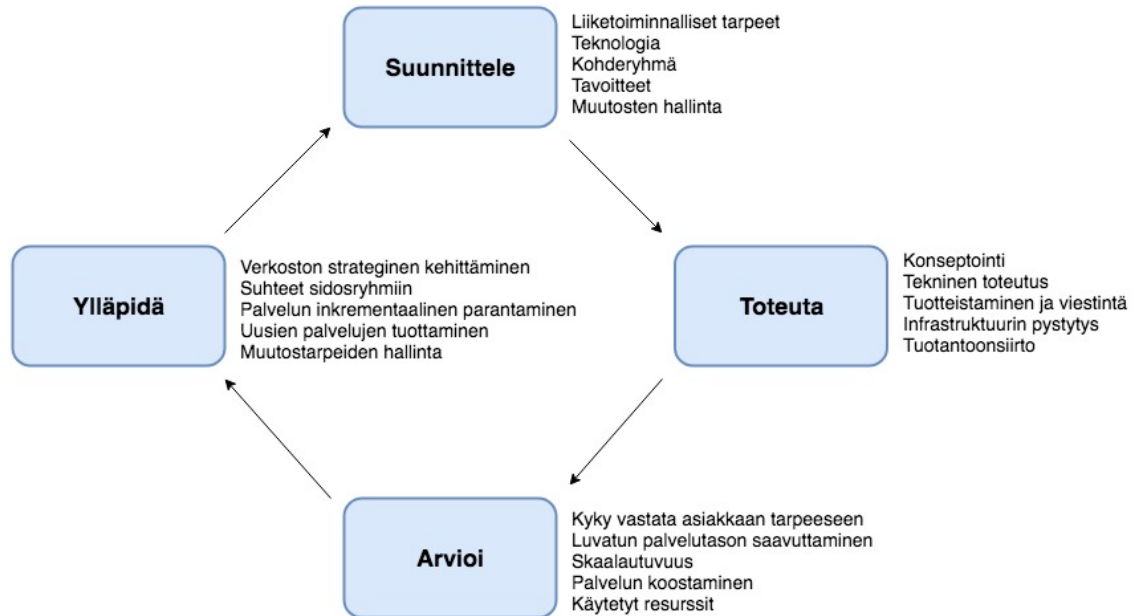 Suunnittele
Liiketoiminnalliset tarpeet
Teknologia
Kohderyhmä
Tavoitteet
Muutosten hallinta
Toteuta
Konseptointi
Tekninen toteutus
Tuotteistaminen ja viestintä
Infrastruktuurin pystytys
Tuotantoonsiirto
Arvioi
Kyky vastata asiakkaan tarpeeseen
Luvatun palvelutason saavuttaminen
Skaalautuvuus
Palvelun koostaminen
Käytetyt resurssit
Ylläpidä
Verkoston strateginen kehittäminen
Suhteet sidosryhmiin
Palvelun inkrementaalinen parantaminen
Uusien palvelujen tuottaminen
Muutostarpeiden hallinta